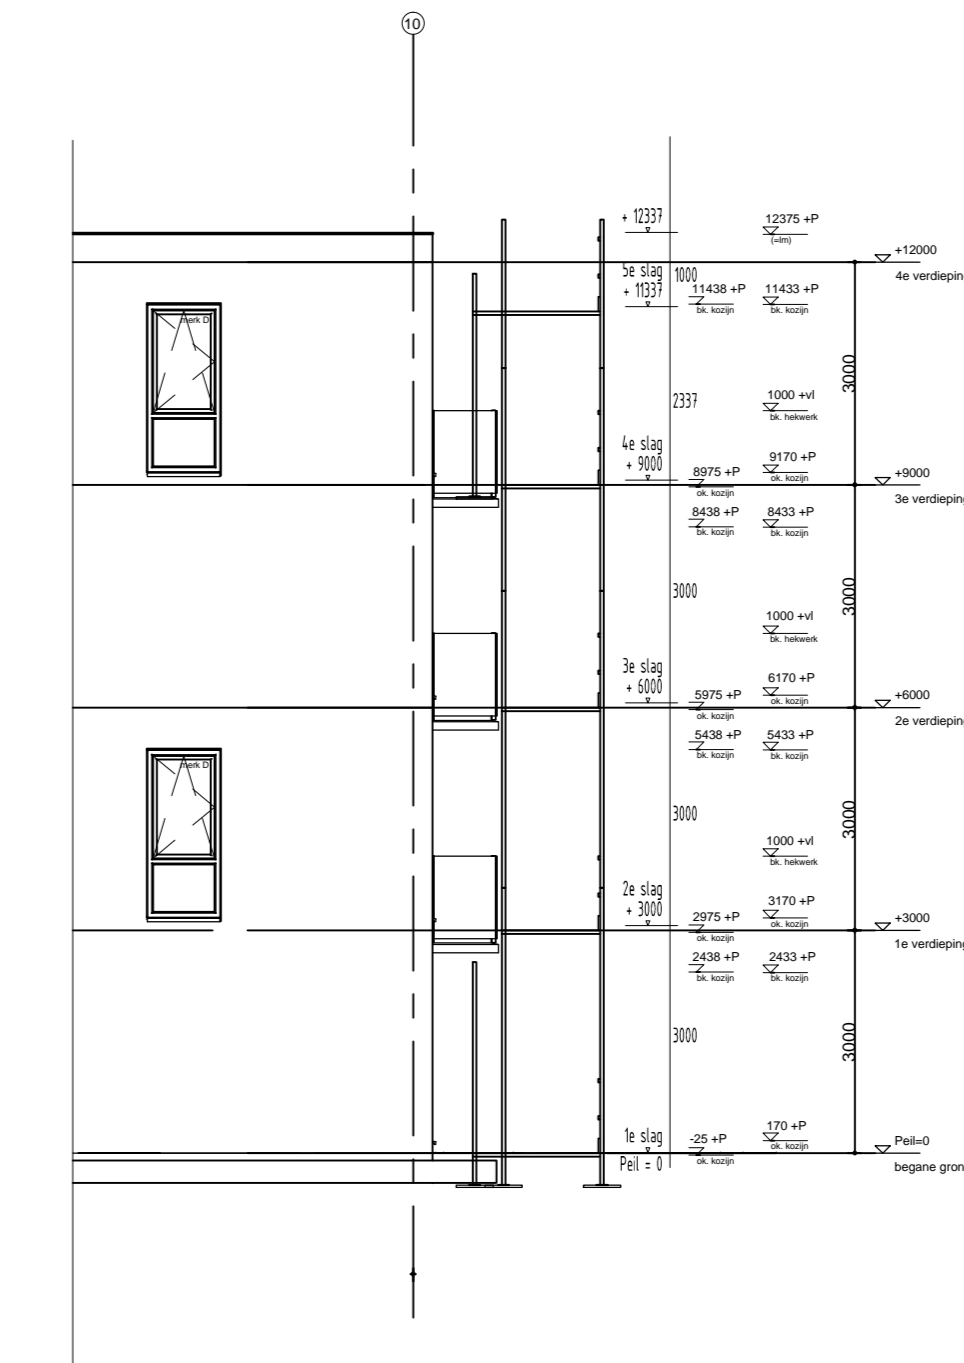 10
+ 12337
12375 +P
(=lm)
+12000
4e verdieping
5e slag
+ 11337
1000
11438 +P
bk. kozijn
11433 +P
bk. kozijn
merk D
3000
2337
1000 +vl
bk. hekwerk
4e slag
+ 9000
8975 +P
ok. kozijn
9170 +P
ok. kozijn
+9000
3e verdieping
8438 +P
bk. kozijn
8433 +P
bk. kozijn
3000
3000
1000 +vl
bk. hekwerk
3e slag
+ 6000
5975 +P
ok. kozijn
6170 +P
ok. kozijn
+6000
2e verdieping
5438 +P
bk. kozijn
5433 +P
bk. kozijn
merk D
3000
3000
1000 +vl
bk. hekwerk
2e slag
+ 3000
2975 +P
ok. kozijn
3170 +P
ok. kozijn
+3000
1e verdieping
2438 +P
bk. kozijn
2433 +P
bk. kozijn
3000
3000
1e slag
Peil = 0
-25 +P
ok. kozijn
170 +P
ok. kozijn
Peil=0
begane gron